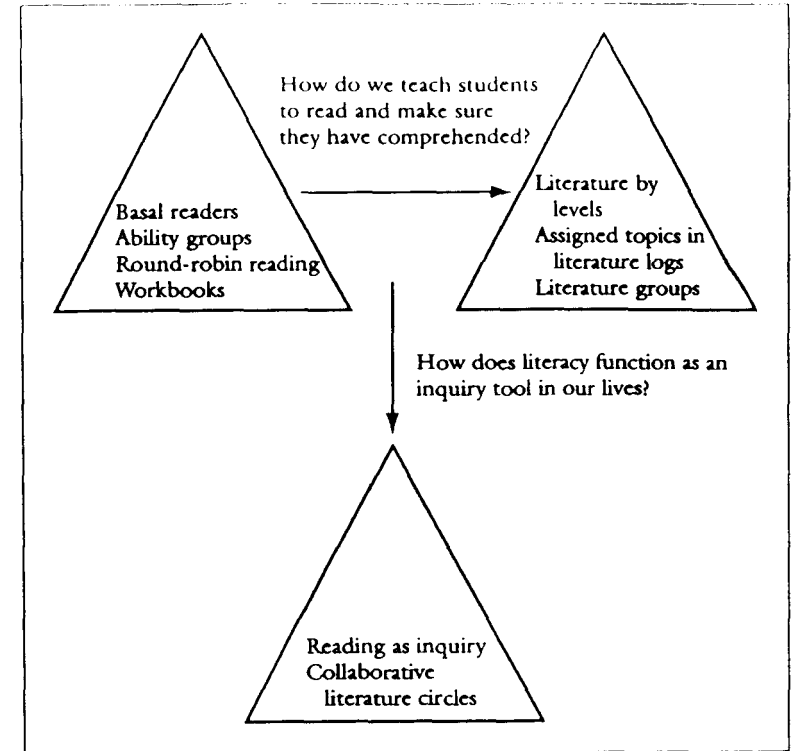 How do we teach students
to read and make sure
they have comprehended?
Basal readers
Ability groups
Round-robin reading
Workbooks
Literature by
levels
Assigned topics in
literature logs
Literature groups
How does literacy function as an
inquiry tool in our lives?
Reading as inquiry
Collaborative
literature circles